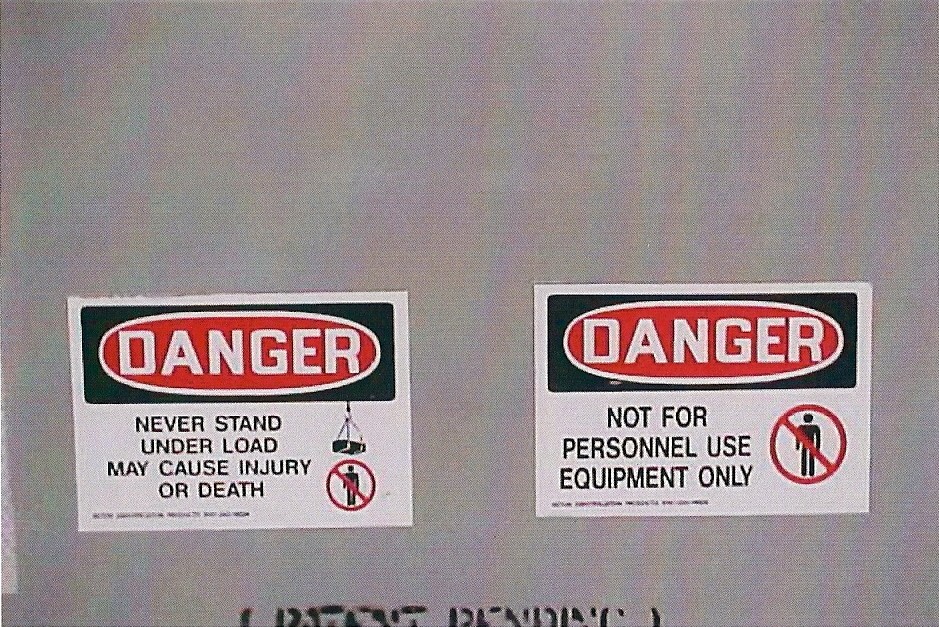 DANGER
NEVER STAND
UNDER LOAD
MAY CAUSE INJURY
OR DEATH
DANGER
NOT FOR
PERSONNEL USE
EQUIPMENT ONLY
( PATENT PENDING )